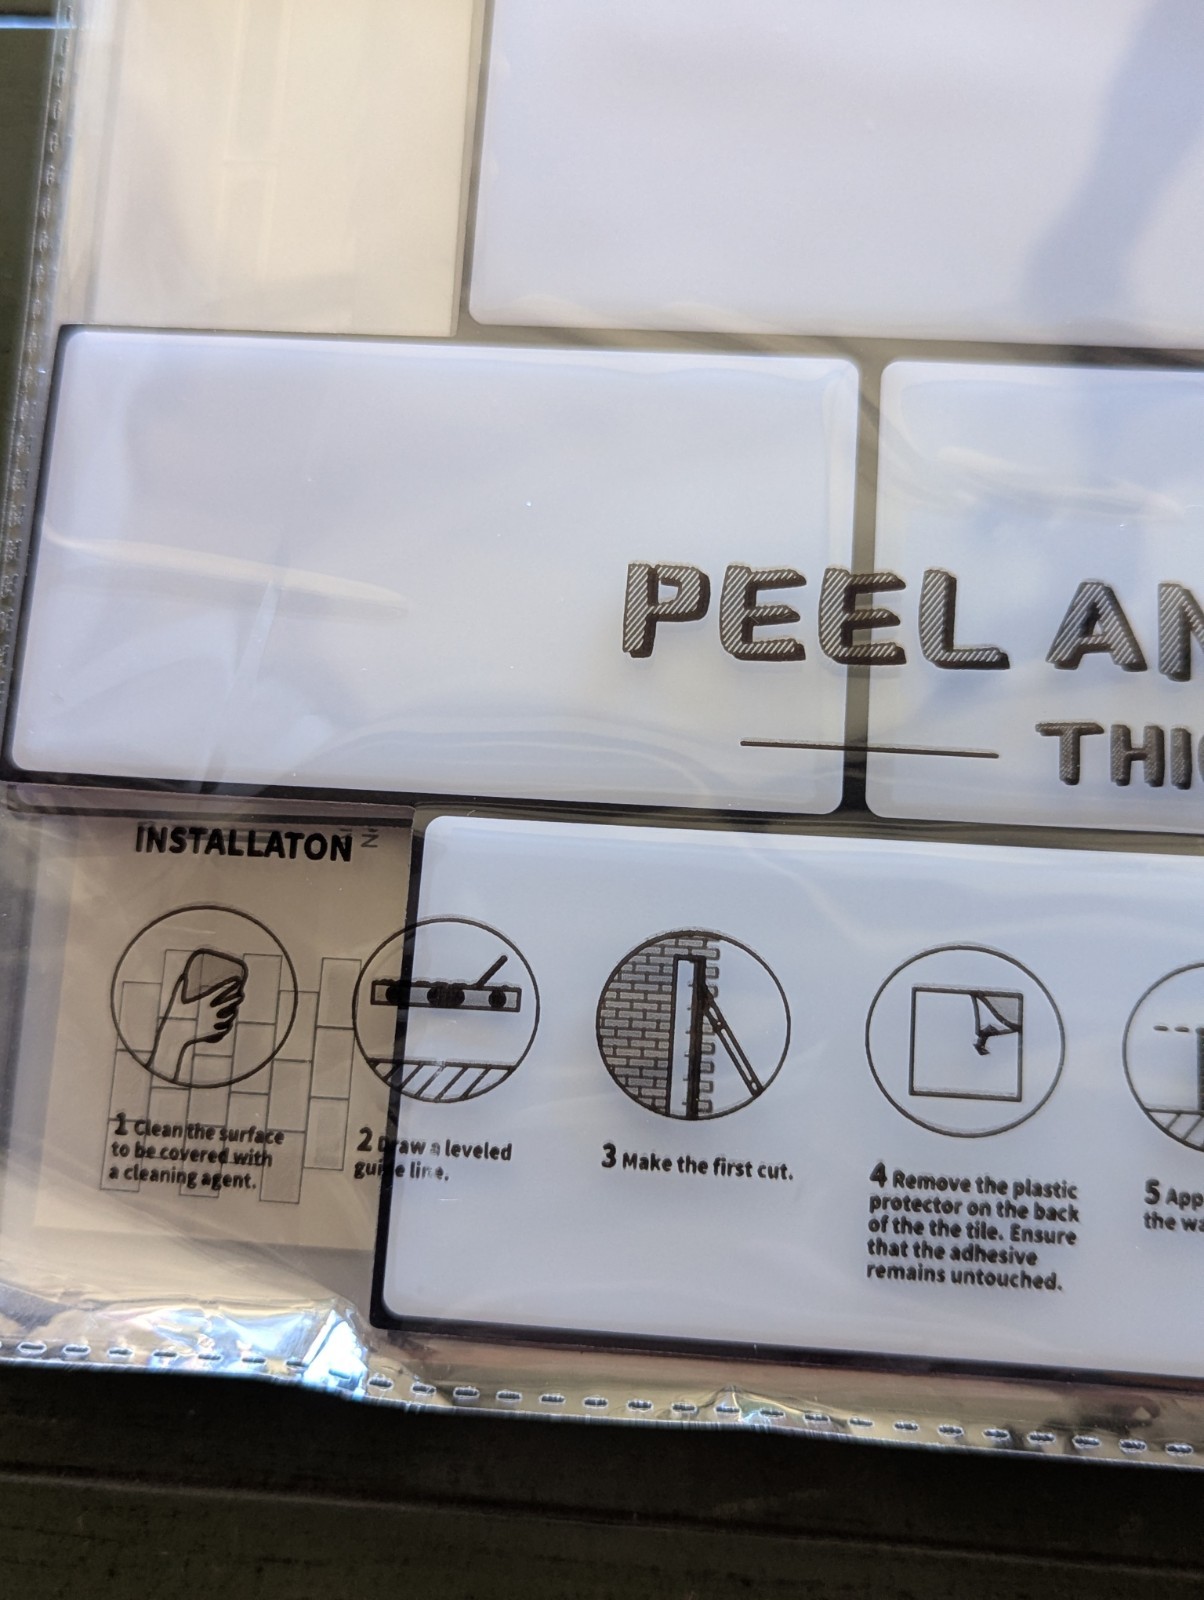 PEEL AN
THIC
INSTALLATON
1 Clean the surface
to be covered with
a cleaning agent.
2 Draw a leveled
guide line.
3 Make the first cut.
4 Remove the plastic
protector on the back
of the the tile. Ensure
that the adhesive
remains untouched.
5 App
the wa